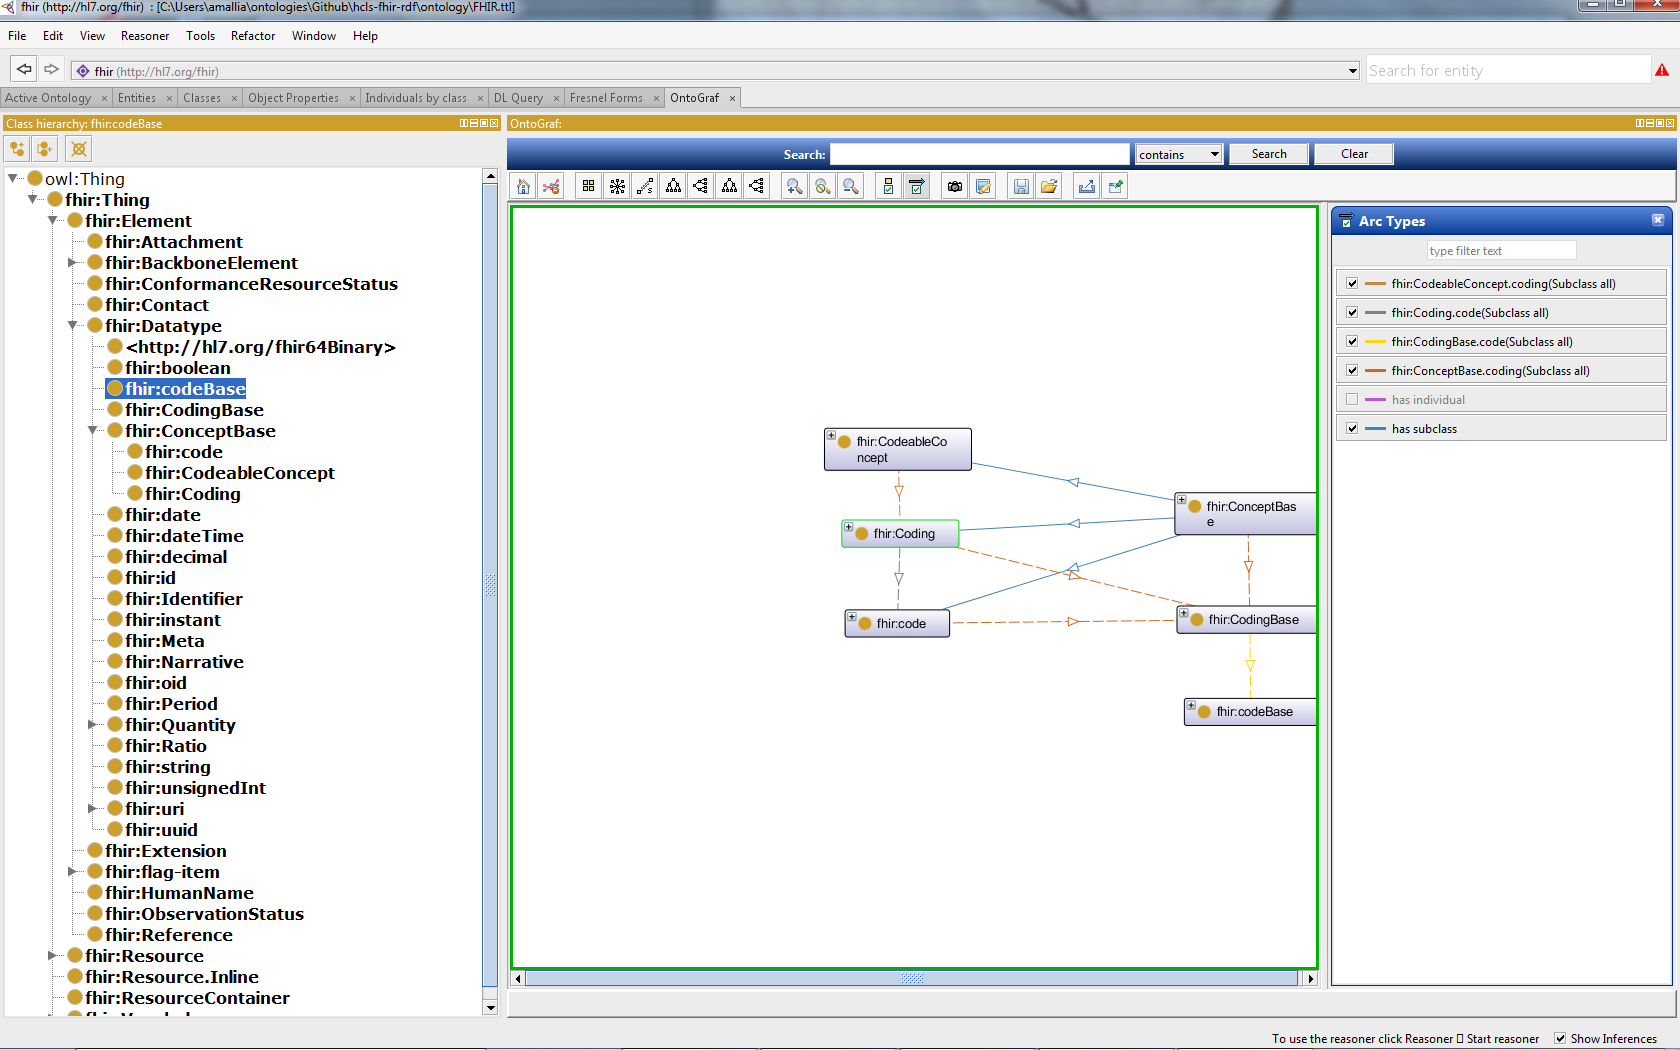 fhir (http://hl7.org/fhir)  : [C:\Users\amallia\ontologies\Github\hcls-fhir-rdf\ontology\FHIR.ttl]
File Edit View Reasoner Tools Refactor Window Help
fhir (http://hl7.org/fhir)
Search for entity
Active Ontology × Entities × Classes × Object Properties × Individuals by class × DL Query × Fresnel Forms × OntoGraf ×
Class hierarchy: fhir:codeBase
owl:Thing
fhir:Thing
fhir:Element
fhir:Attachment
fhir:BackboneElement
fhir:ConformanceResourceStatus
fhir:Contact
fhir:Datatype
<http://hl7.org/fhir64Binary>
fhir:boolean
fhir:codeBase
fhir:CodingBase
fhir:ConceptBase
fhir:code
fhir:CodeableConcept
fhir:Coding
fhir:date
fhir:dateTime
fhir:decimal
fhir:id
fhir:Identifier
fhir:instant
fhir:Meta
fhir:Narrative
fhir:oid
fhir:Period
fhir:Quantity
fhir:Ratio
fhir:string
fhir:unsignedInt
fhir:uri
fhir:uuid
fhir:Extension
fhir:flag-item
fhir:HumanName
fhir:ObservationStatus
fhir:Reference
fhir:Resource
fhir:Resource.Inline
fhir:ResourceContainer
OntoGraf:
Search: contains Search Clear
fhir:CodeableCo
ncept
fhir:ConceptBas
e
fhir:Coding
fhir:code
fhir:CodingBase
fhir:codeBase
Arc Types
type filter text
fhir:CodeableConcept.coding(Subclass all)
fhir:Coding.code(Subclass all)
fhir:CodingBase.code(Subclass all)
fhir:ConceptBase.coding(Subclass all)
has individual
has subclass
To use the reasoner click Reasoner ▯ Start reasoner Show Inferences